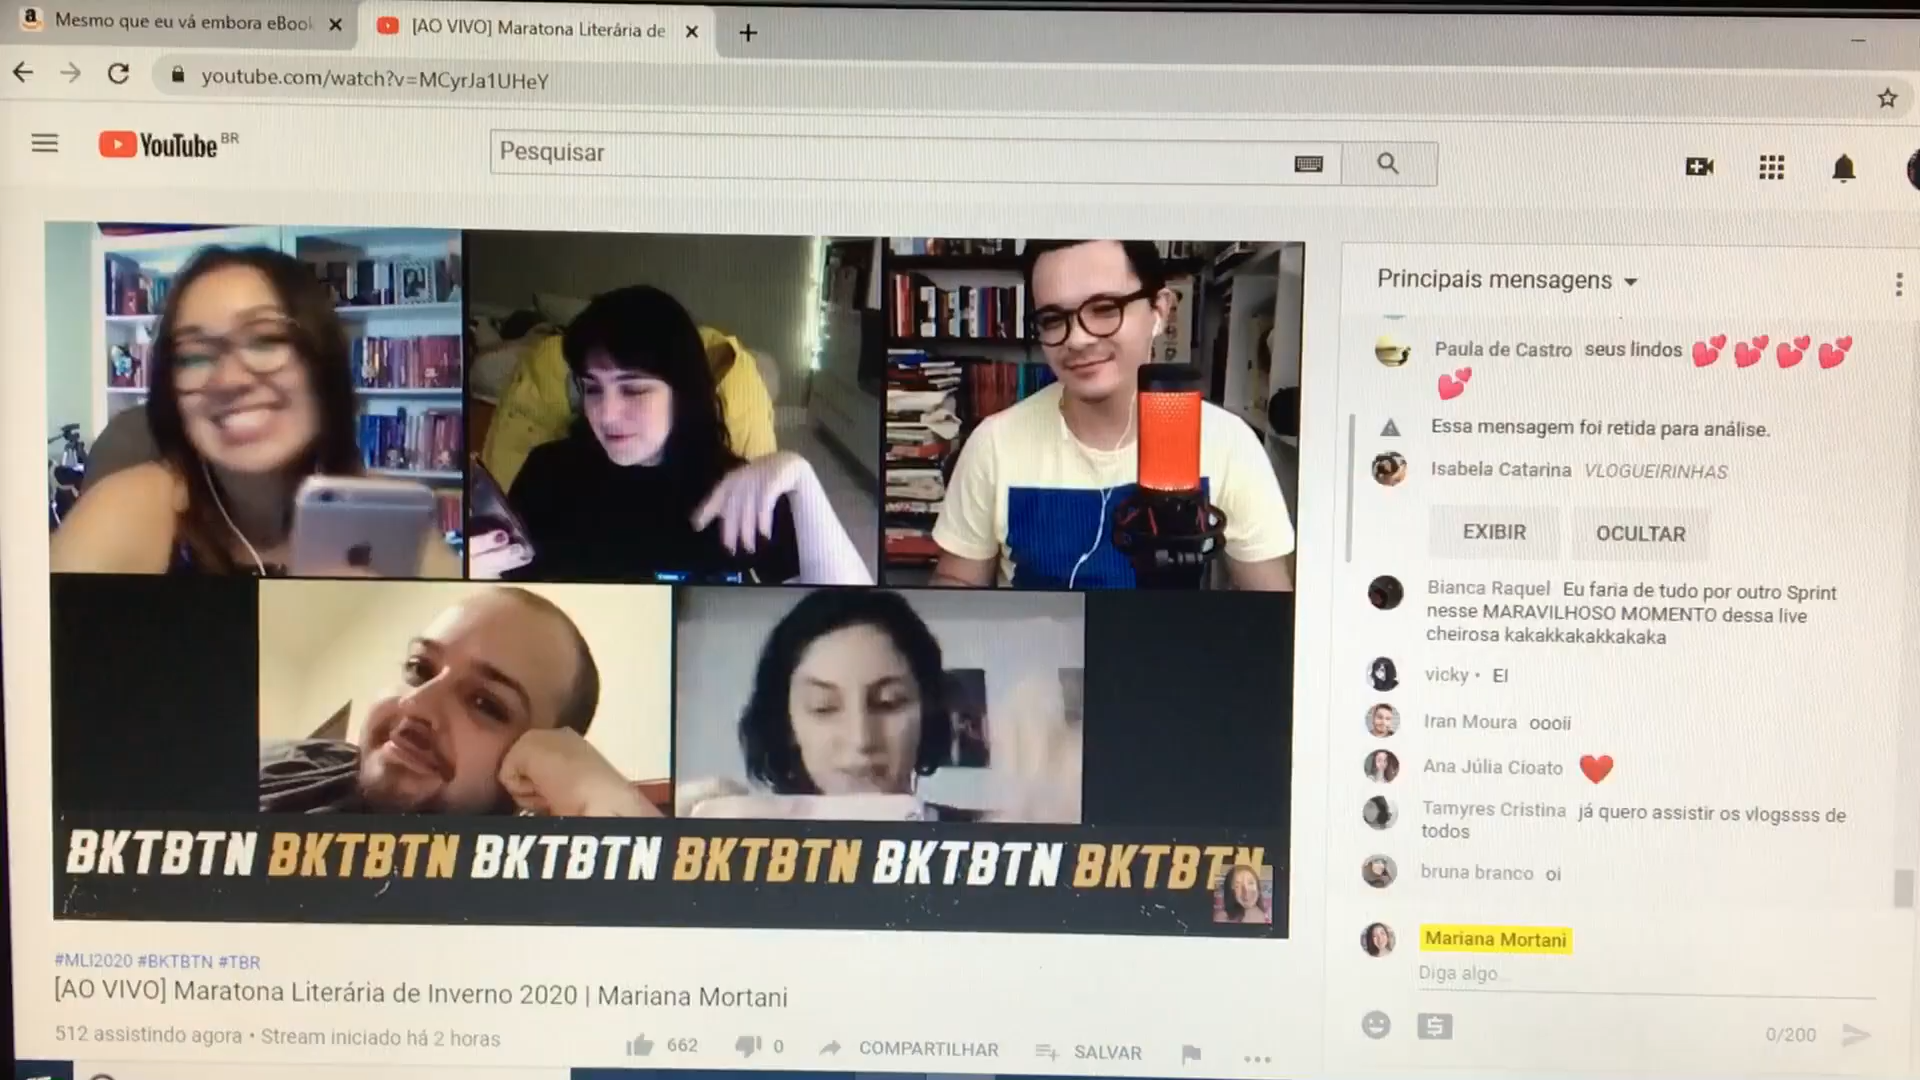 Mesmo que eu vá embora eBook
[AO VIVO] Maratona Literária de
youtube.com/watch?v=MCyrJa1UHeY
YouTube BR
Pesquisar
BKTBTN BKTBTN BKTBTN BKTBTN BKTBTN BKTBTN
#MLI2020 #BKTBTN #TBR
[AO VIVO] Maratona Literária de Inverno 2020 | Mariana Mortani
512 assistindo agora • Stream iniciado há 2 horas
662
0
COMPARTILHAR
SALVAR
Principais mensagens
Paula de Castro seus lindos 💕💕💕💕
💕
Essa mensagem foi retida para análise.
Isabela Catarina VLOGUEIRINHAS
EXIBIR
OCULTAR
Bianca Raquel Eu faria de tudo por outro Sprint
nesse MARAVILHOSO MOMENTO dessa live
cheirosa kakakkakakkakaka
vicky • EI
Iran Moura oooii
Ana Júlia Cioato ❤️
Tamyres Cristina já quero assistir os vlogssss de
todos
bruna branco oi
Mariana Mortani
Diga algo...
0/200